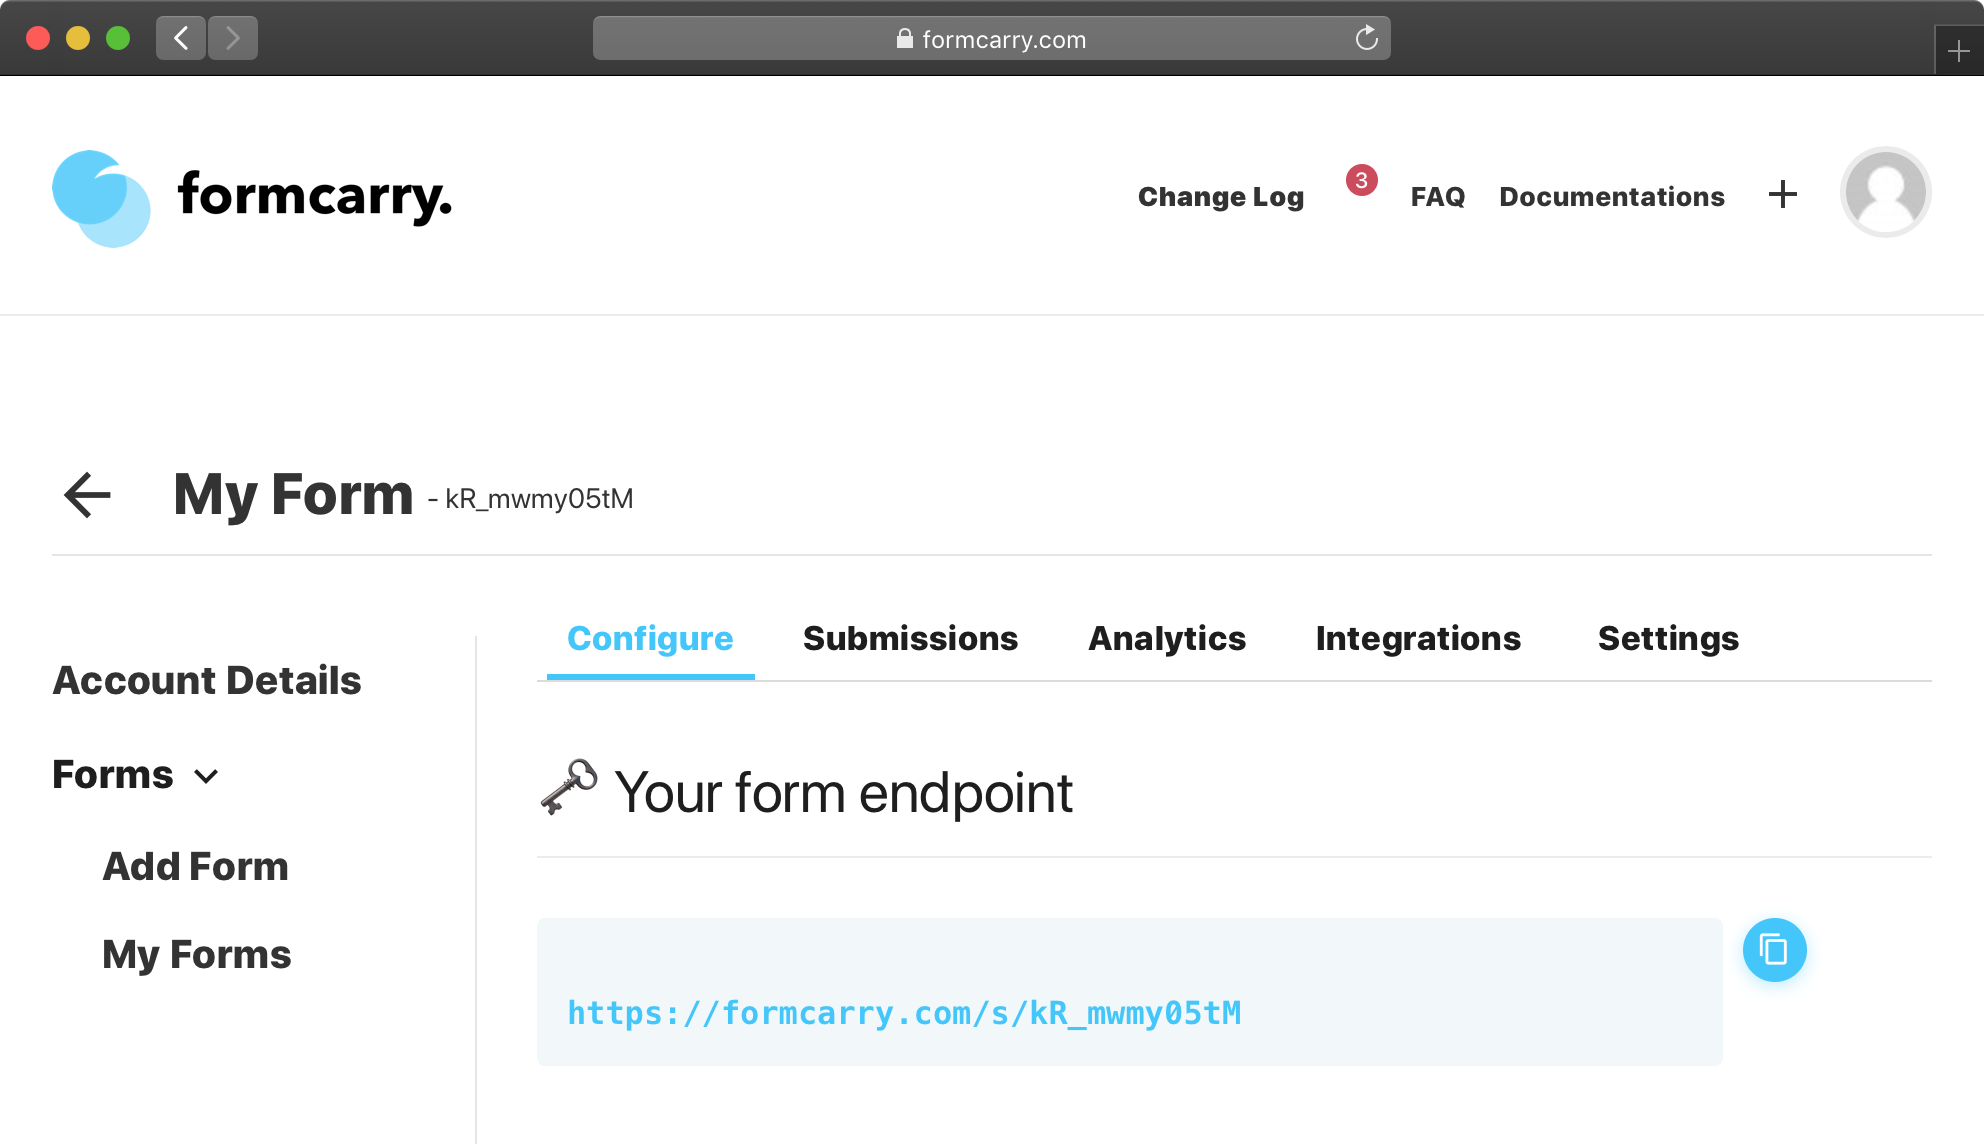 formcarry.com
formcarry.
Change Log 3 FAQ Documentations
My Form - kR_mwmy05tM
Configure Submissions Analytics Integrations Settings
Account Details
Forms
Add Form
My Forms
Your form endpoint
https://formcarry.com/s/kR_mwmy05tM